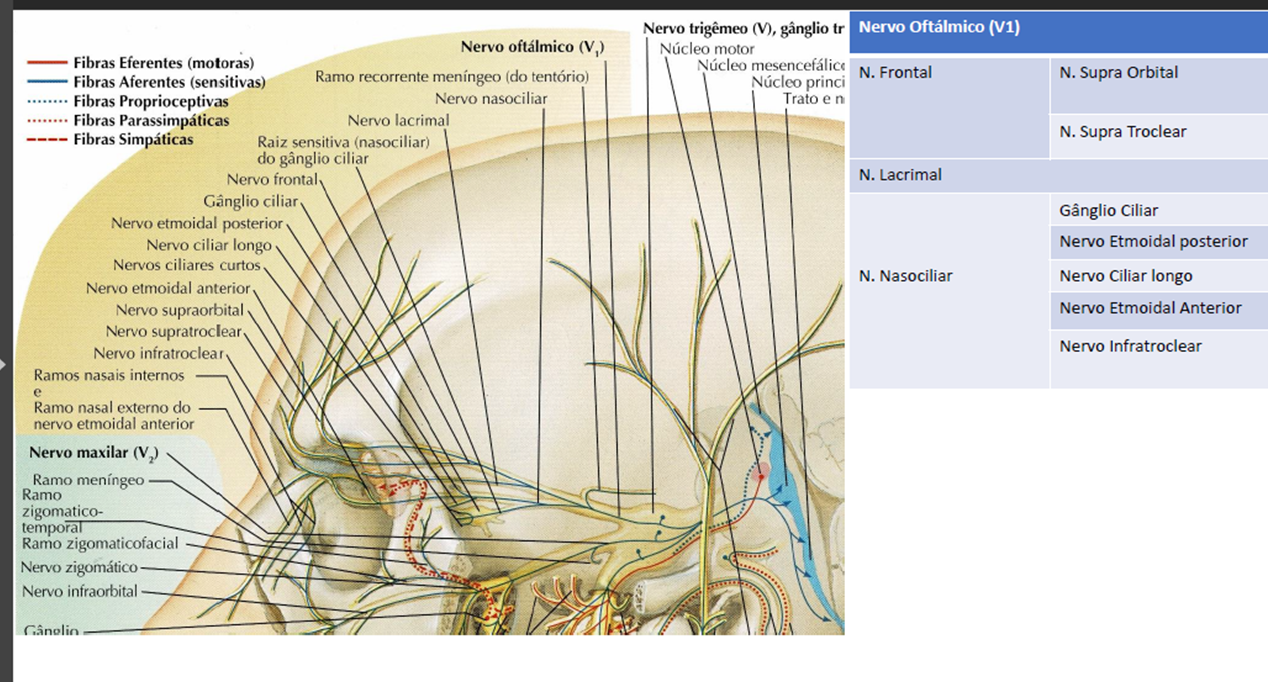 Fibras Eferentes (motoras)
Fibras Aferentes (sensitivas)
Fibras Proprioceptivas
Fibras Parassimpáticas
Fibras Simpáticas
Nervo trigêmeo (V), gânglio tr
Núcleo motor
Núcleo mesencefálic
Núcleo princi
Trato e n
Nervo oftálmico (V1)
Ramo recorrente meníngeo (do tentório)
Nervo nasociliar
Nervo lacrimal
Raiz sensitiva (nasociliar)
do gânglio ciliar
Nervo frontal
Gânglio ciliar
Nervo etmoidal posterior
Nervo ciliar longo
Nervos ciliares curtos
Nervo etmoidal anterior
Nervo supraorbital
Nervo supratroclear
Nervo infratroclear
Ramos nasais internos
e
Ramo nasal externo do
nervo etmoidal anterior
Nervo maxilar (V2)
Ramo meníngeo
Ramo
zigomatico-
temporal
Ramo zigomaticofacial
Nervo zigomático
Nervo infraorbital
Gânglio
Nervo Oftálmico (V1)
N. Frontal
N. Supra Orbital
N. Supra Troclear
N. Lacrimal
N. Nasociliar
Gânglio Ciliar
Nervo Etmoidal posterior
Nervo Ciliar longo
Nervo Etmoidal Anterior
Nervo Infratroclear